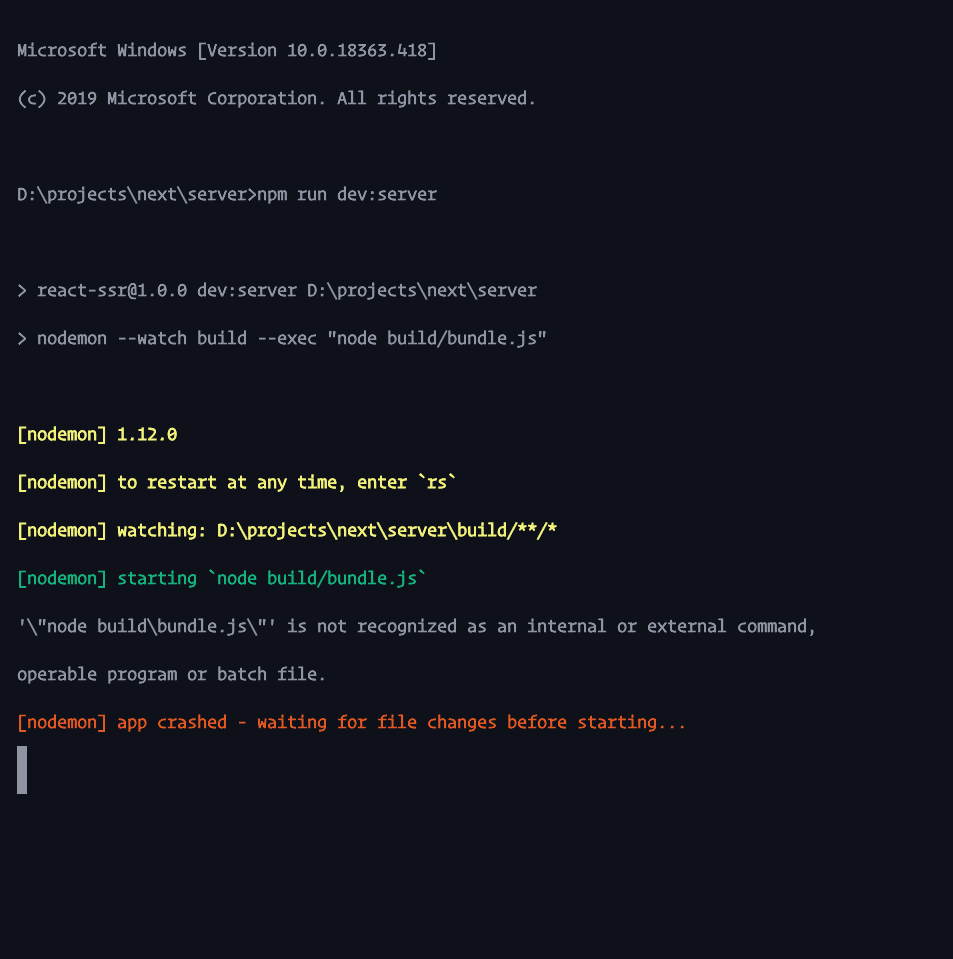 Microsoft Windows [Version 10.0.18363.418]
(c) 2019 Microsoft Corporation. All rights reserved.
D:\projects\next\server>npm run dev:server
> react-ssr@1.0.0 dev:server D:\projects\next\server
> nodemon --watch build --exec "node build/bundle.js"
[nodemon] 1.12.0
[nodemon] to restart at any time, enter `rs`
[nodemon] watching: D:\projects\next\server\build/**/*
[nodemon] starting `node build/bundle.js`
'\"node build\bundle.js\"' is not recognized as an internal or external command,
operable program or batch file.
[nodemon] app crashed - waiting for file changes before starting...